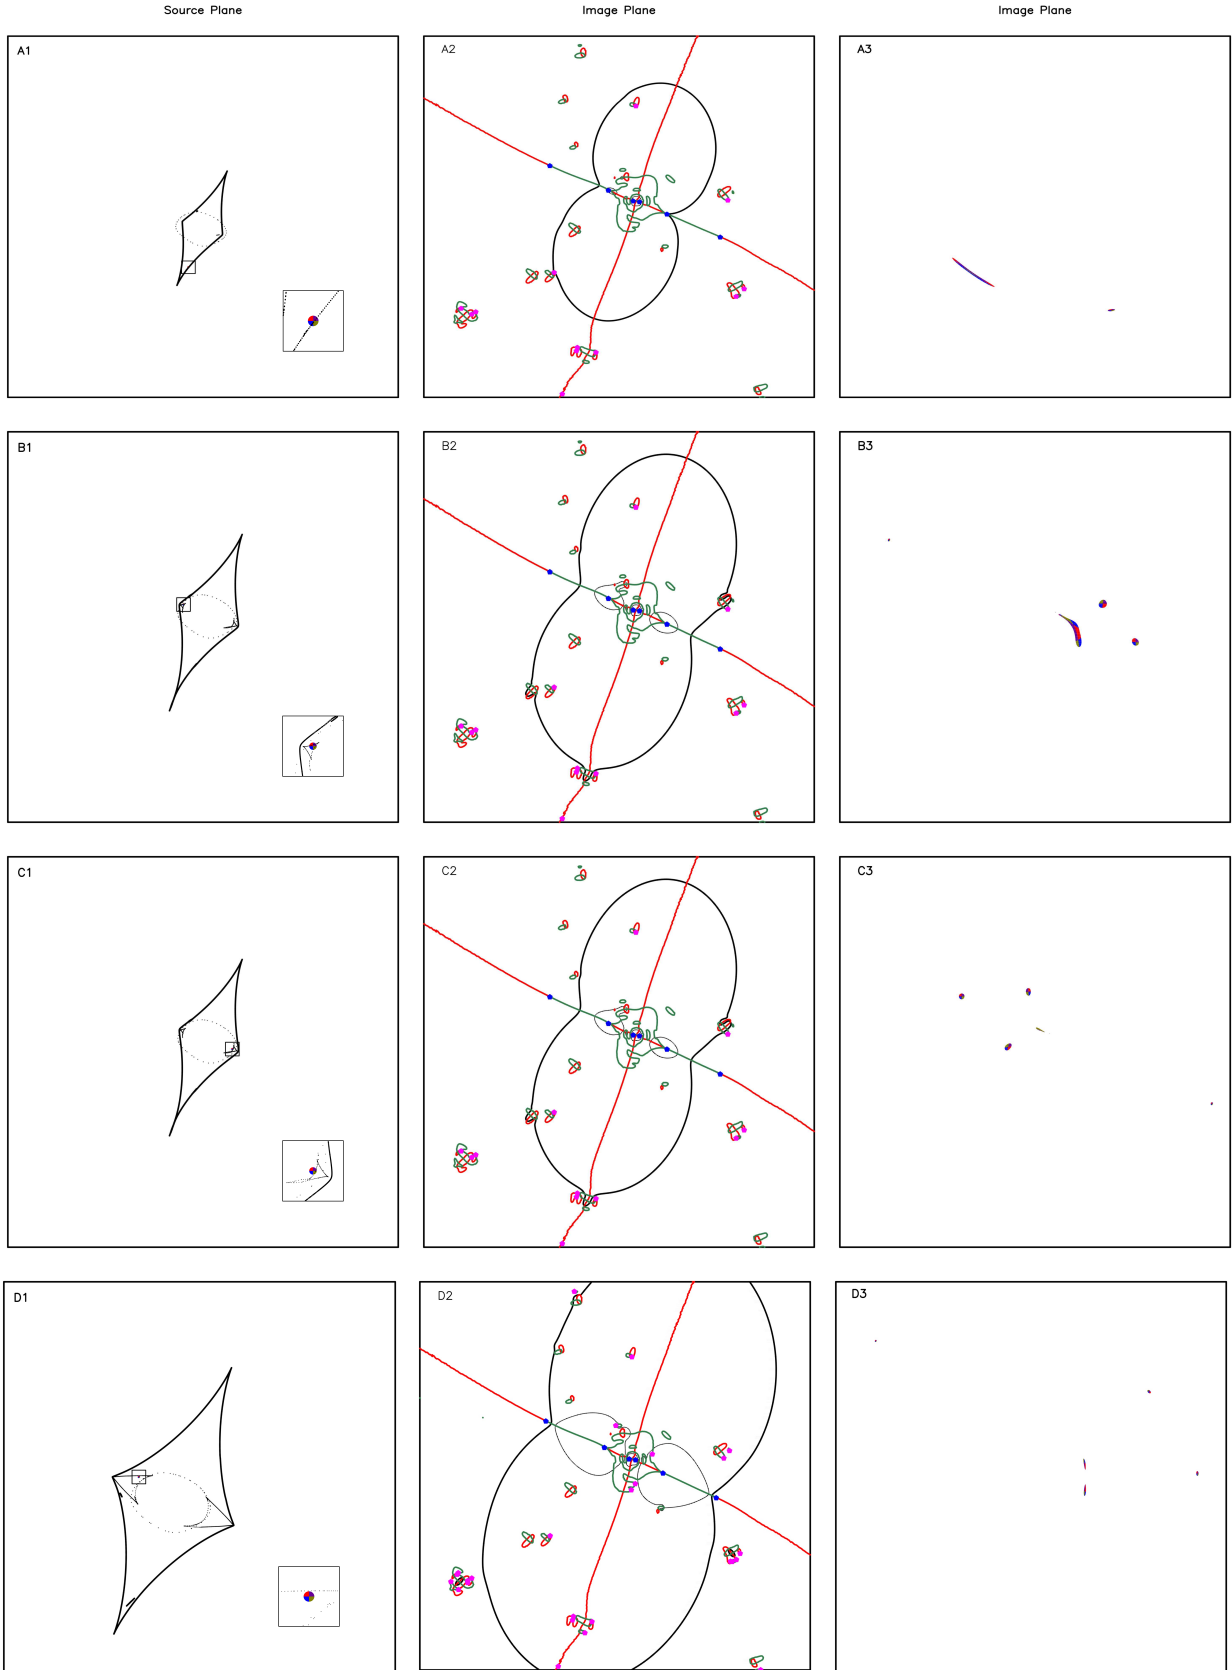 Source Plane Image Plane Image Plane
A1 A2 A3
B1 B2 B3
C1 C2 C3
D1 D2 D3